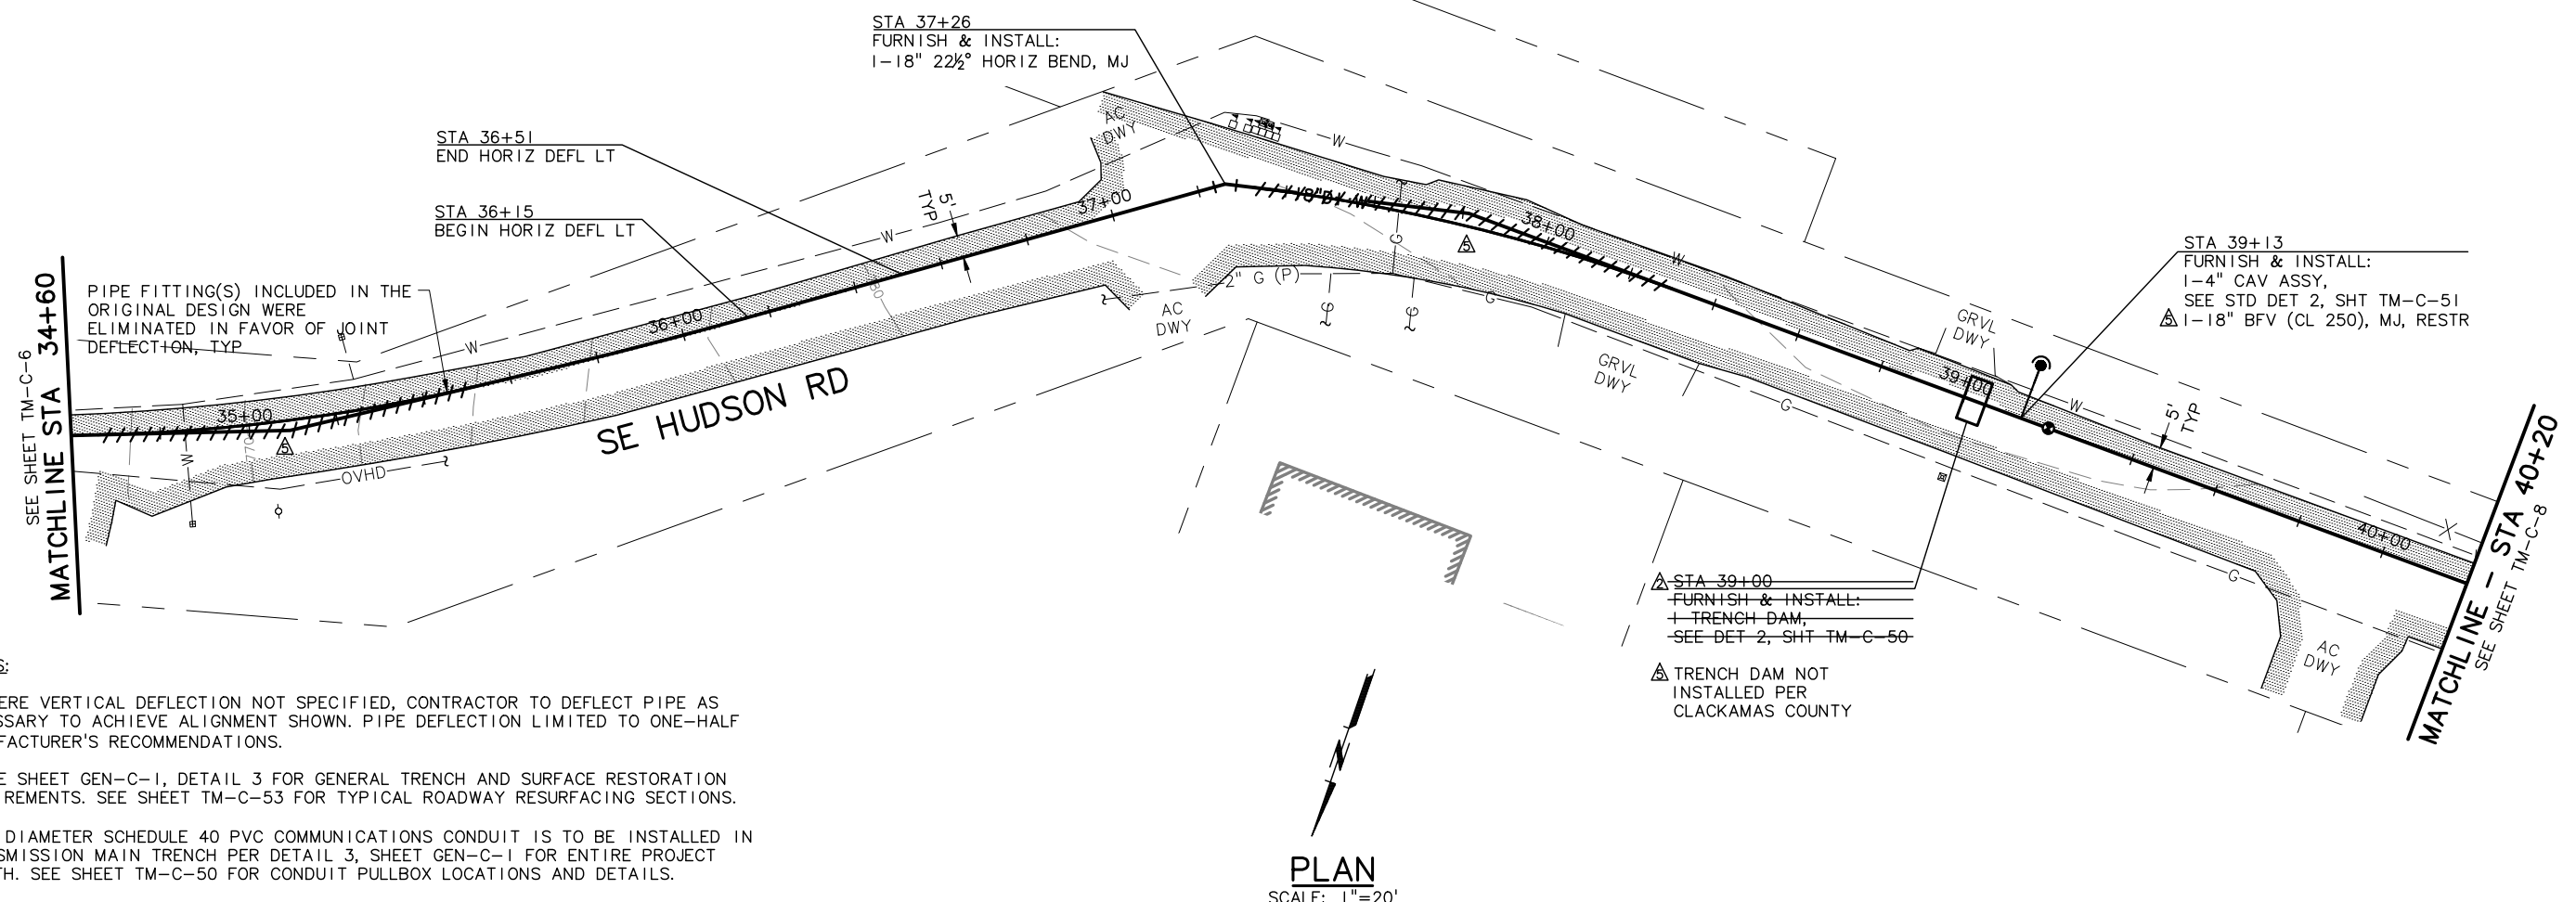 STA 37+26
FURNISH & INSTALL:
1-18" 22½° HORIZ BEND, MJ
STA 36+51
END HORIZ DEFL LT
STA 36+15
BEGIN HORIZ DEFL LT
5'
TYP
AC
DWY
W
W
37+00
38+00
W
STA 39+13
FURNISH & INSTALL:
1-4" CAV ASSY,
SEE STD DET 2, SHT TM-C-51
5 1-18" BFV (CL 250), MJ, RESTR
PIPE FITTING(S) INCLUDED IN THE
ORIGINAL DESIGN WERE
ELIMINATED IN FAVOR OF JOINT
DEFLECTION, TYP
MATCHLINE STA 34+60
SEE SHEET TM-C-6
W
36+00
80
2" G (P)
G
G
5
AC
DWY
GRVL
DWY
GRVL
DWY
39+00
W
5'
TYP
35+00
770
5
W
OVHD
SE HUDSON RD
G
G
40+00
X
MATCHLINE - STA 40+20
SEE SHEET TM-C-8
AC
DWY
2 STA 39+00
FURNISH & INSTALL:
1 TRENCH DAM,
SEE DET 2, SHT TM-C-50
5 TRENCH DAM NOT
INSTALLED PER
CLACKAMAS COUNTY
S:
ERE VERTICAL DEFLECTION NOT SPECIFIED, CONTRACTOR TO DEFLECT PIPE AS
SSARY TO ACHIEVE ALIGNMENT SHOWN. PIPE DEFLECTION LIMITED TO ONE-HALF
FACTURER'S RECOMMENDATIONS.
E SHEET GEN-C-1, DETAIL 3 FOR GENERAL TRENCH AND SURFACE RESTORATION
REMENTS. SEE SHEET TM-C-53 FOR TYPICAL ROADWAY RESURFACING SECTIONS.
DIAMETER SCHEDULE 40 PVC COMMUNICATIONS CONDUIT IS TO BE INSTALLED IN
SMISSION MAIN TRENCH PER DETAIL 3, SHEET GEN-C-1 FOR ENTIRE PROJECT
TH. SEE SHEET TM-C-50 FOR CONDUIT PULLBOX LOCATIONS AND DETAILS.
N
PLAN
SCALE: 1"=20'